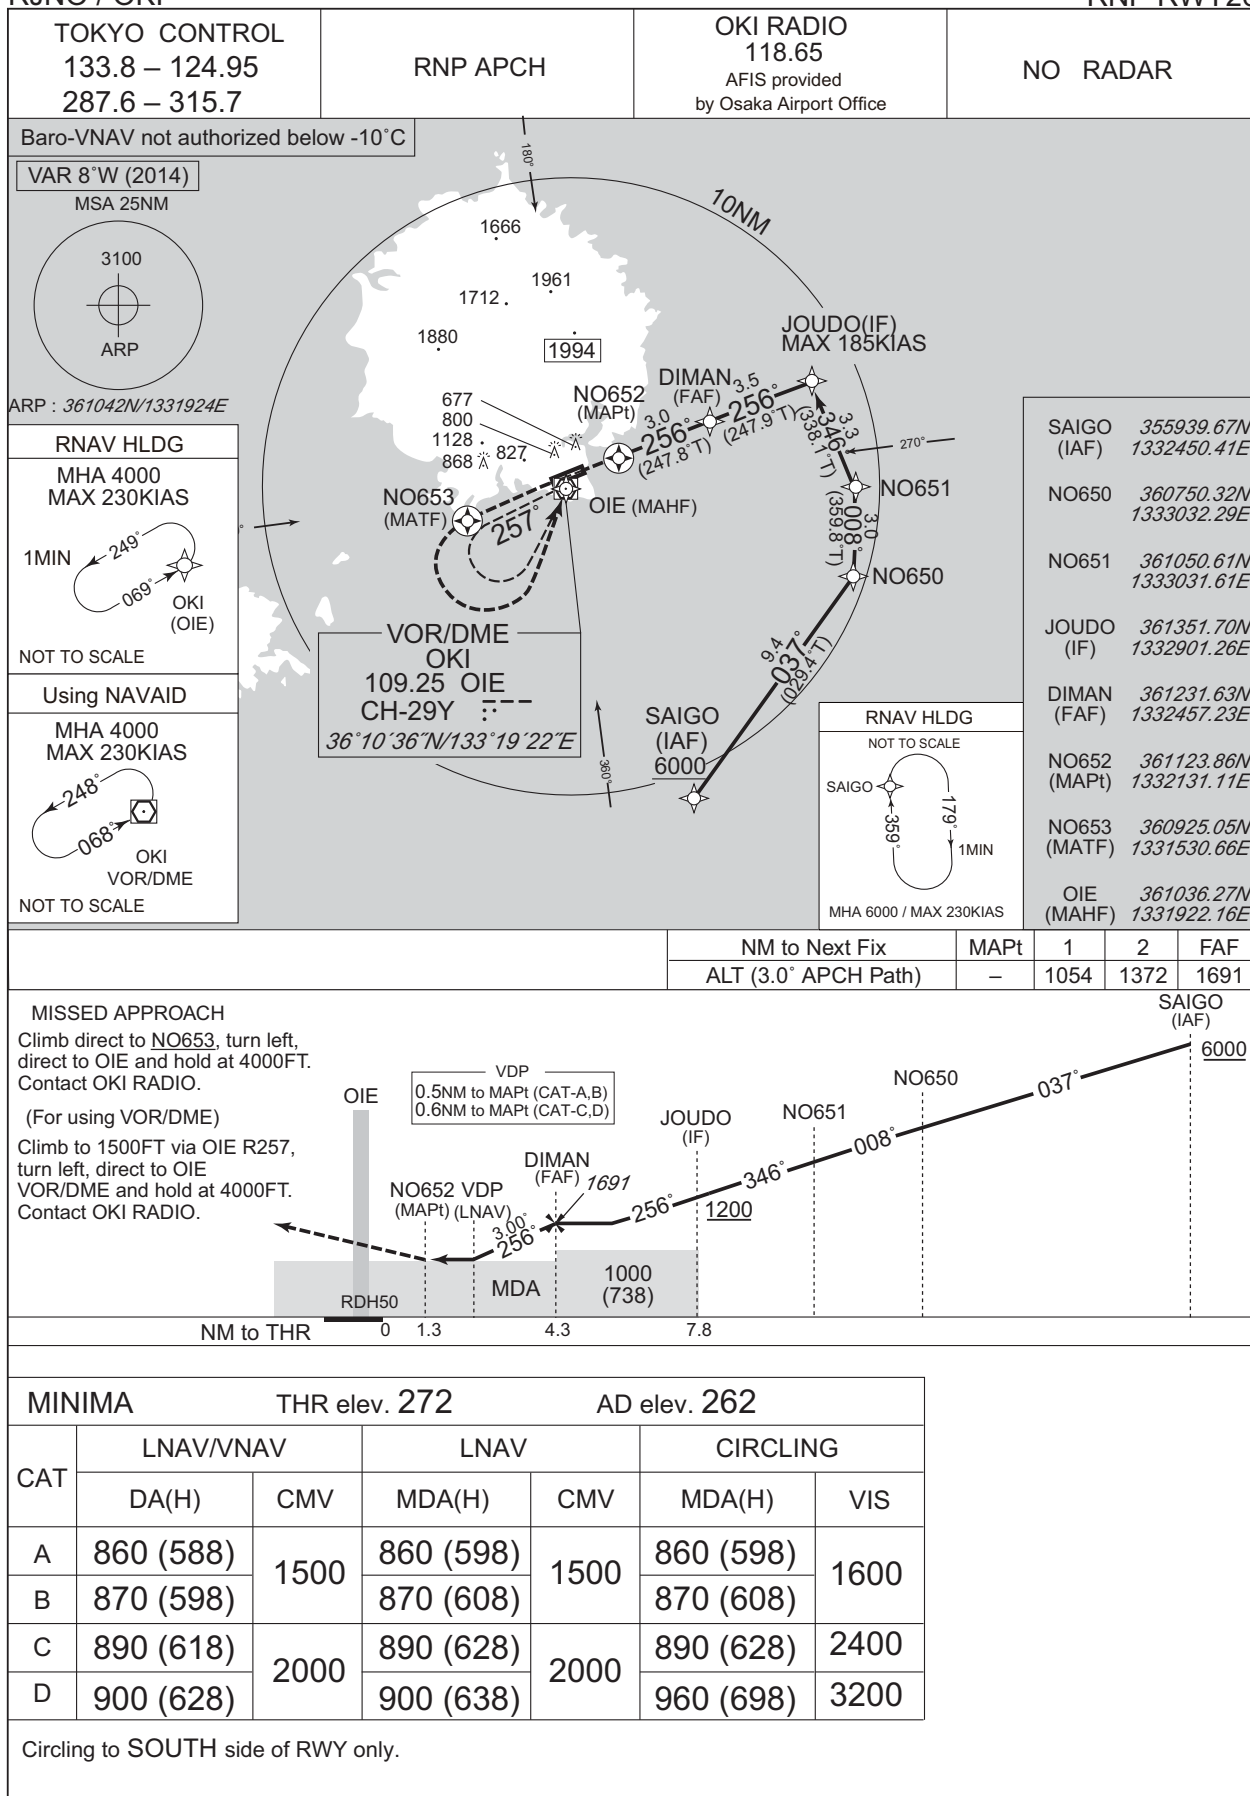 TOKYO CONTROL
133.8 – 124.95
287.6 – 315.7
RNP APCH
OKI RADIO
118.65
AFIS provided
by Osaka Airport Office
NO RADAR
Baro-VNAV not authorized below -10˚C
VAR 8˚W (2014)
MSA 25NM
3100
ARP
ARP : 361042N/1331924E
180˚
10NM
1666
1961
1712
1880
1994
677
800
1128
868
827
JOUDO(IF)
MAX 185KIAS
DIMAN
(FAF)
3.5
256˚
(247.9˚T)
NO652
(MAPt)
3.0
256˚
(247.8˚T)
3.3
346˚
(338.1˚T)
270˚
NO651
3.0
008˚
(359.8˚T)
NO650
NO653
(MATF)
257˚
OIE (MAHF)
9.4
037˚
(029.4˚T)
SAIGO
(IAF)
6000
360˚
VOR/DME
OKI
109.25 OIE
CH-29Y
36˚10´36˝N/133˚19´22˝E
RNAV HLDG
MHA 4000
MAX 230KIAS
1MIN
249˚
069˚
OKI
(OIE)
NOT TO SCALE
Using NAVAID
MHA 4000
MAX 230KIAS
248˚
068˚
OKI
VOR/DME
NOT TO SCALE
RNAV HLDG
NOT TO SCALE
SAIGO
359˚
179˚
1MIN
MHA 6000 / MAX 230KIAS
SAIGO 355939.67N
(IAF) 1332450.41E
NO650 360750.32N
1333032.29E
NO651 361050.61N
1333031.61E
JOUDO 361351.70N
(IF) 1332901.26E
DIMAN 361231.63N
(FAF) 1332457.23E
NO652 361123.86N
(MAPt) 1332131.11E
NO653 360925.05N
(MATF) 1331530.66E
OIE 361036.27N
(MAHF) 1331922.16E
NM to Next Fix MAPt 1 2 FAF
ALT (3.0˚ APCH Path) – 1054 1372 1691
MISSED APPROACH
Climb direct to NO653, turn left,
direct to OIE and hold at 4000FT.
Contact OKI RADIO.
(For using VOR/DME)
Climb to 1500FT via OIE R257,
turn left, direct to OIE
VOR/DME and hold at 4000FT.
Contact OKI RADIO.
OIE
VDP
0.5NM to MAPt (CAT-A,B)
0.6NM to MAPt (CAT-C,D)
NO652
(MAPt)
VDP
(LNAV)
DIMAN
(FAF)
1691
3.00˚
256˚
JOUDO
(IF)
256˚
1200
346˚
NO651
008˚
NO650
037˚
SAIGO
(IAF)
6000
MDA
1000
(738)
RDH50
NM to THR 0 1.3 4.3 7.8
MINIMA THR elev. 272 AD elev. 262
CAT LNAV/VNAV LNAV CIRCLING
DA(H) CMV MDA(H) CMV MDA(H) VIS
A 860 (588) 1500 860 (598) 1500 860 (598) 1600
B 870 (598) 870 (608) 870 (608)
C 890 (618) 2000 890 (628) 2000 890 (628) 2400
D 900 (628) 900 (638) 960 (698) 3200
Circling to SOUTH side of RWY only.